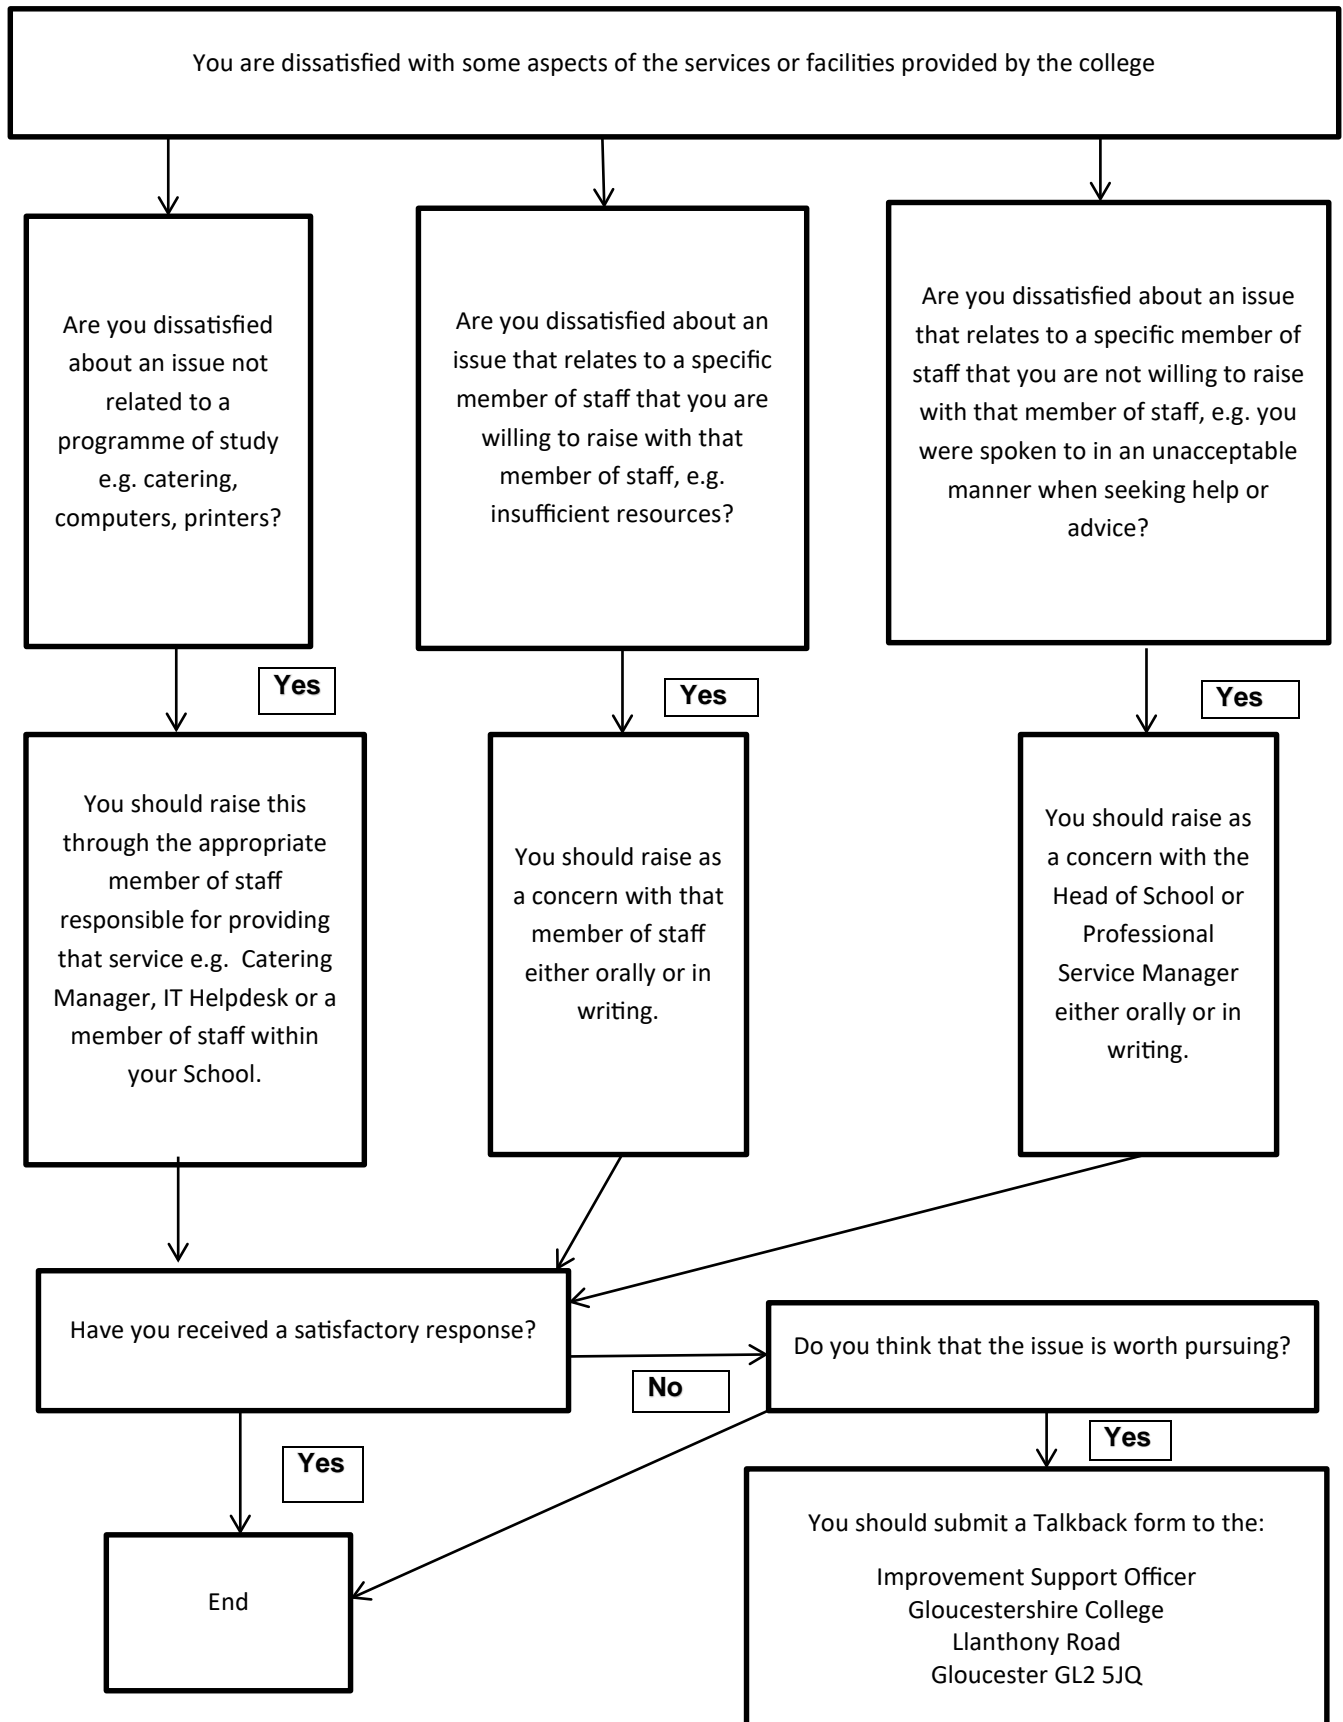 You are dissatisfied with some aspects of the services or facilities provided by the college
Are you dissatisfied
about an issue not
related to a
programme of study
e.g. catering,
computers, printers?
Are you dissatisfied about an
issue that relates to a specific
member of staff that you are
willing to raise with that
member of staff, e.g.
insufficient resources?
Are you dissatisfied about an issue
that relates to a specific member of
staff that you are not willing to raise
with that member of staff, e.g. you
were spoken to in an unacceptable
manner when seeking help or
advice?
Yes
Yes
Yes
You should raise this
through the appropriate
member of staff
responsible for providing
that service e.g. Catering
Manager, IT Helpdesk or a
member of staff within
your School.
You should raise as
a concern with that
member of staff
either orally or in
writing.
You should raise as
a concern with the
Head of School or
Professional
Service Manager
either orally or in
writing.
Have you received a satisfactory response?
No
Do you think that the issue is worth pursuing?
Yes
Yes
End
You should submit a Talkback form to the:
Improvement Support Officer
Gloucestershire College
Llanthony Road
Gloucester GL2 5JQ